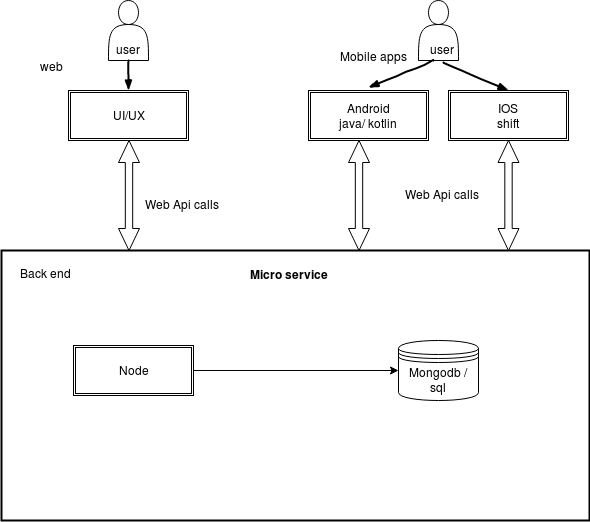 user
user
web
Mobile apps
UI/UX
Android
java/ kotlin
IOS
shift
Web Api calls
Web Api calls
Back end
Micro service
Node
Mongodb /
sql